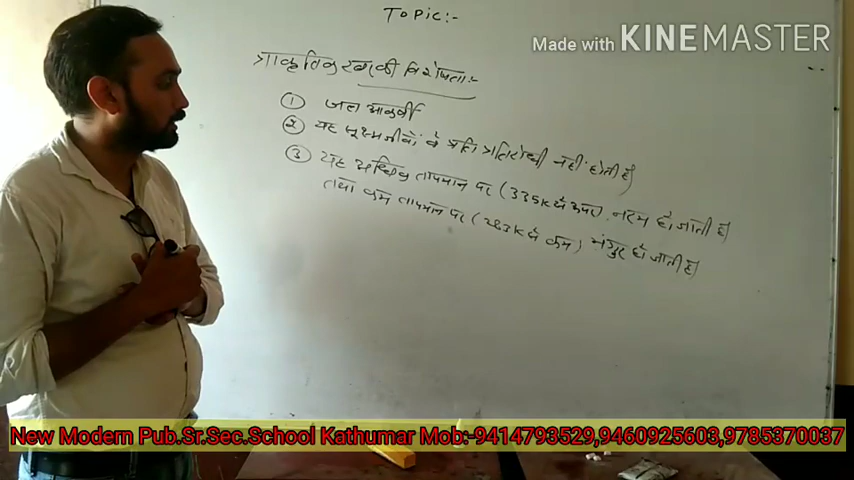 Topic:-
Made with KINEMASTER
प्राकृतिक रबर की विशेषता:-
① जल आकर्षी
② यह सूक्ष्मजीवों के प्रति प्रतिरोधी नहीं होती है
③ यह अधिक तापमान पर (335K से ऊपर) नरम हो जाती है
तथा कम तापमान पर (283K से कम) भंगुर हो जाती है
New Modern Pub.Sr.Sec.School Kathumar Mob:-9414793529,9460925603,9785370037